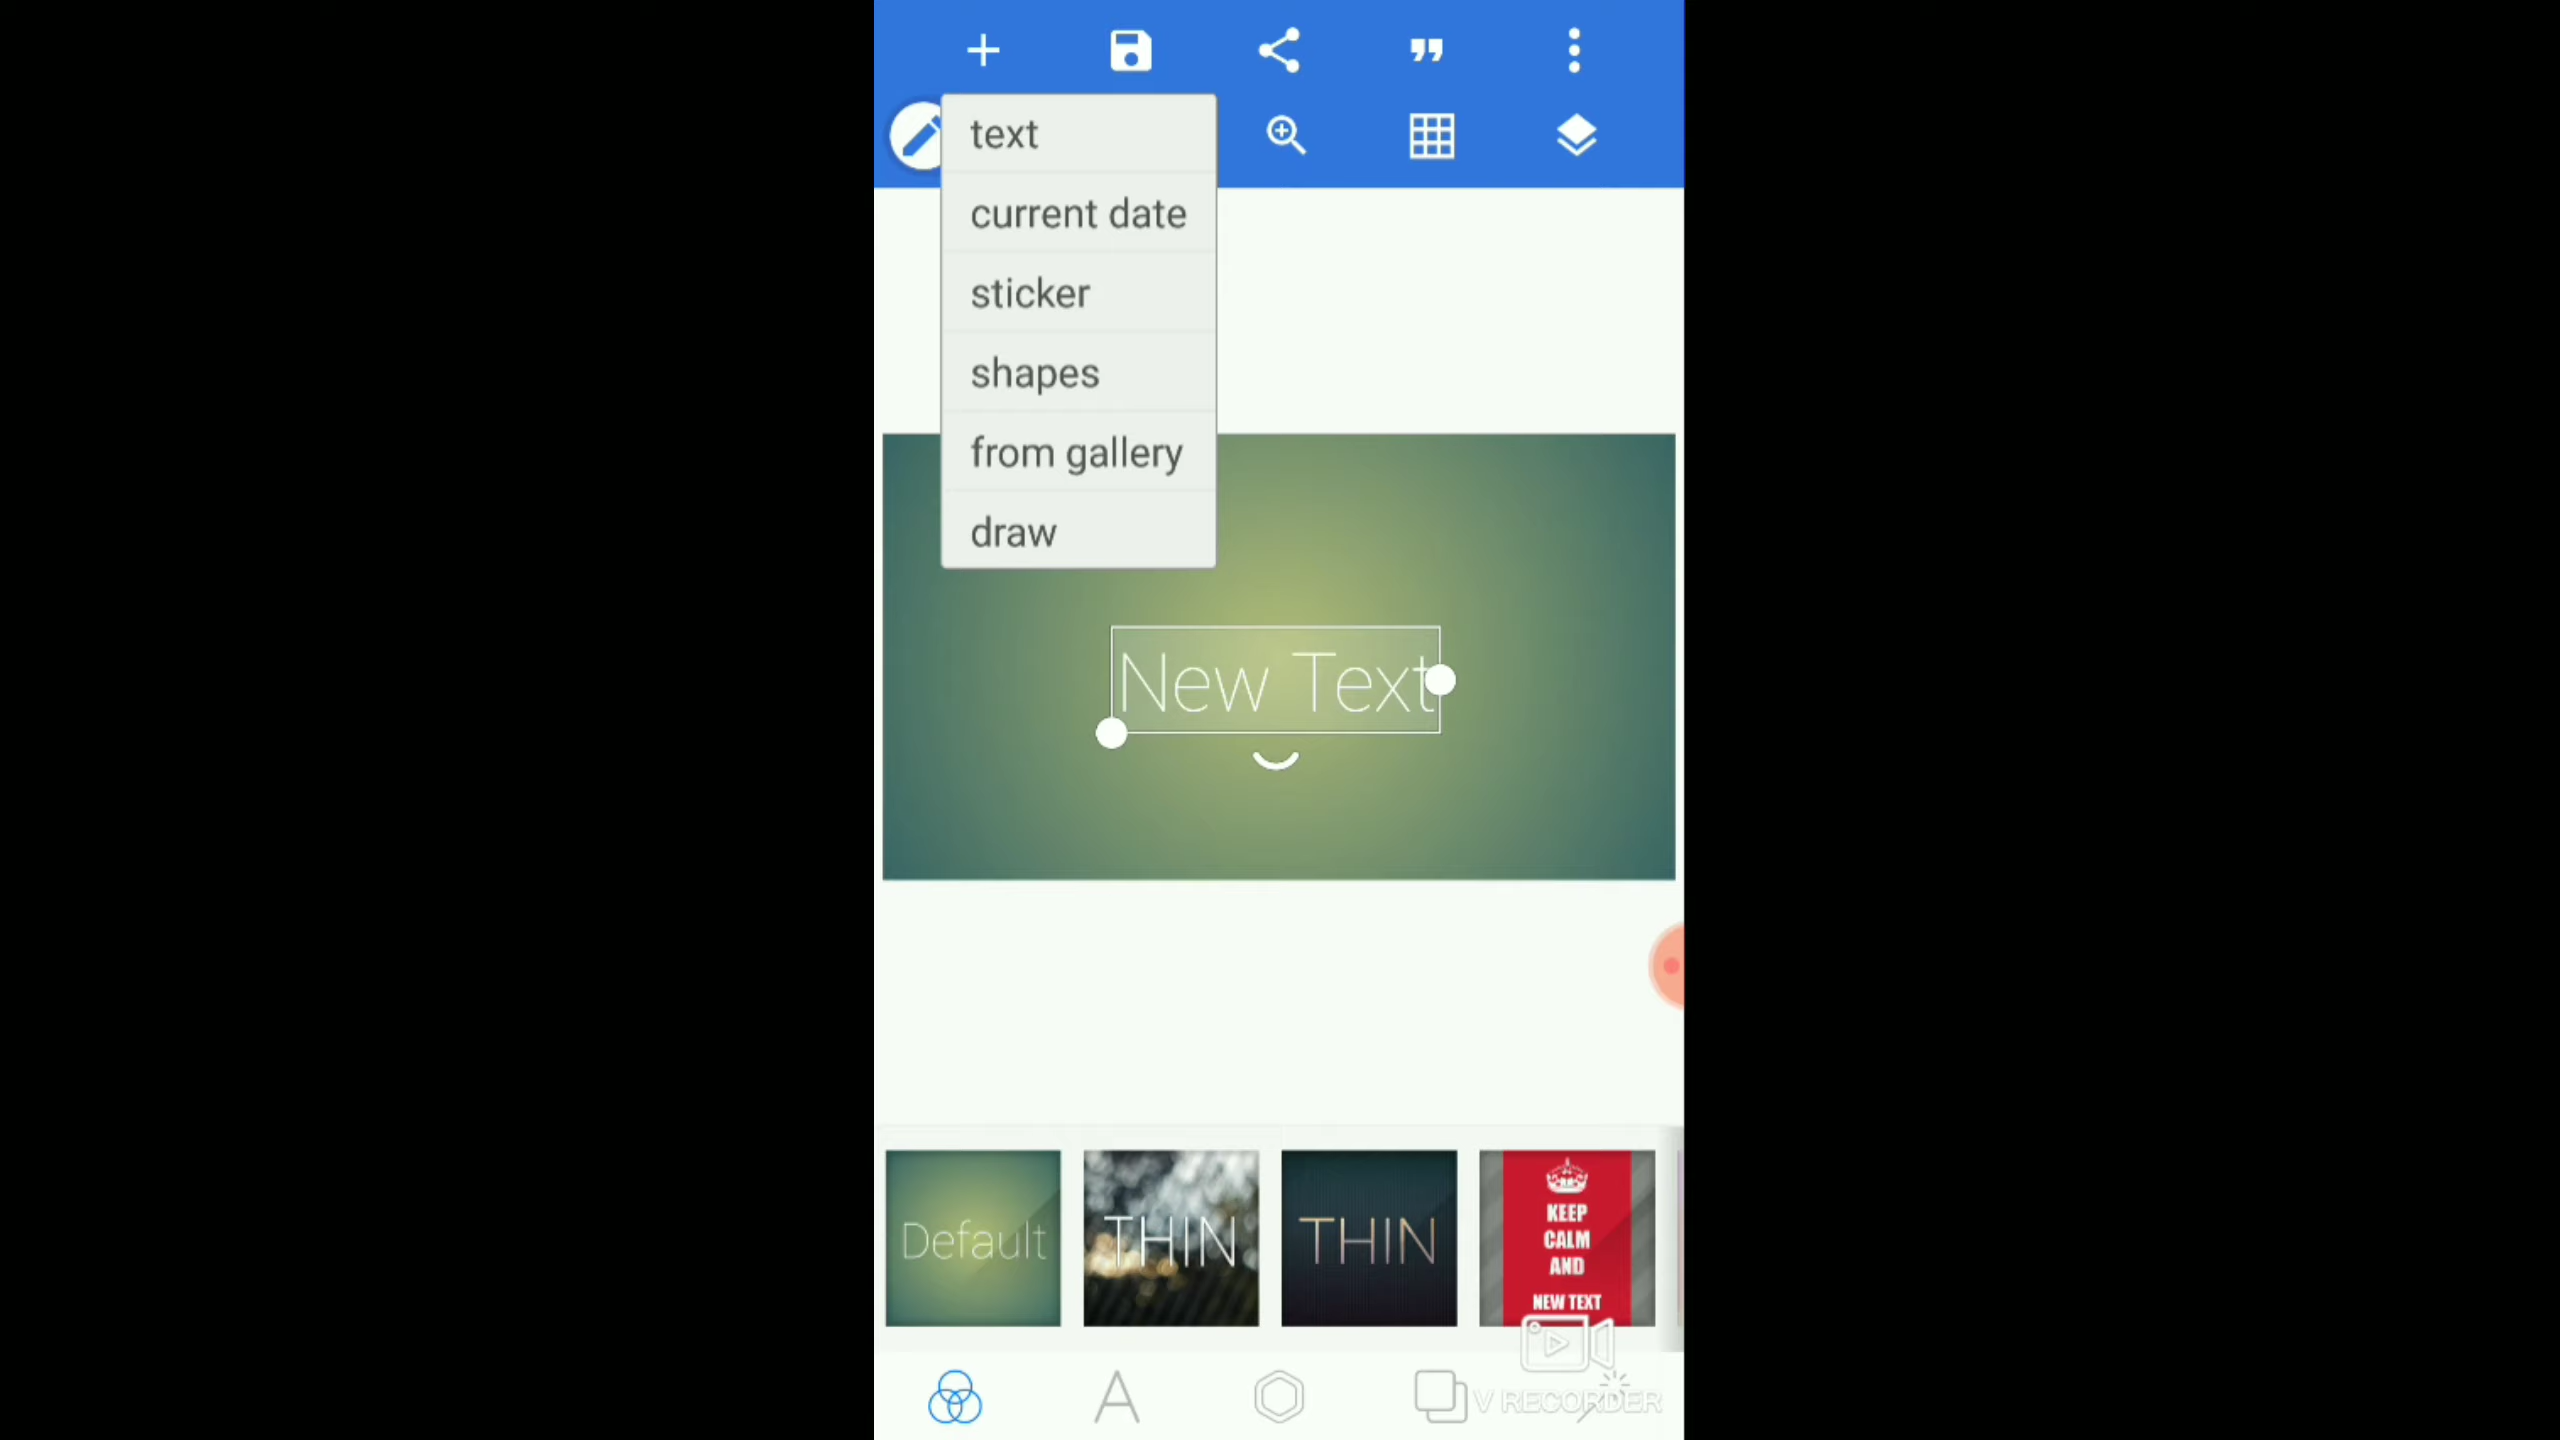 text
current date
sticker
shapes
from gallery
draw
New Text
Default
THIN
THIN
KEEP
CALM
AND
NEW TEXT
V RECORDER